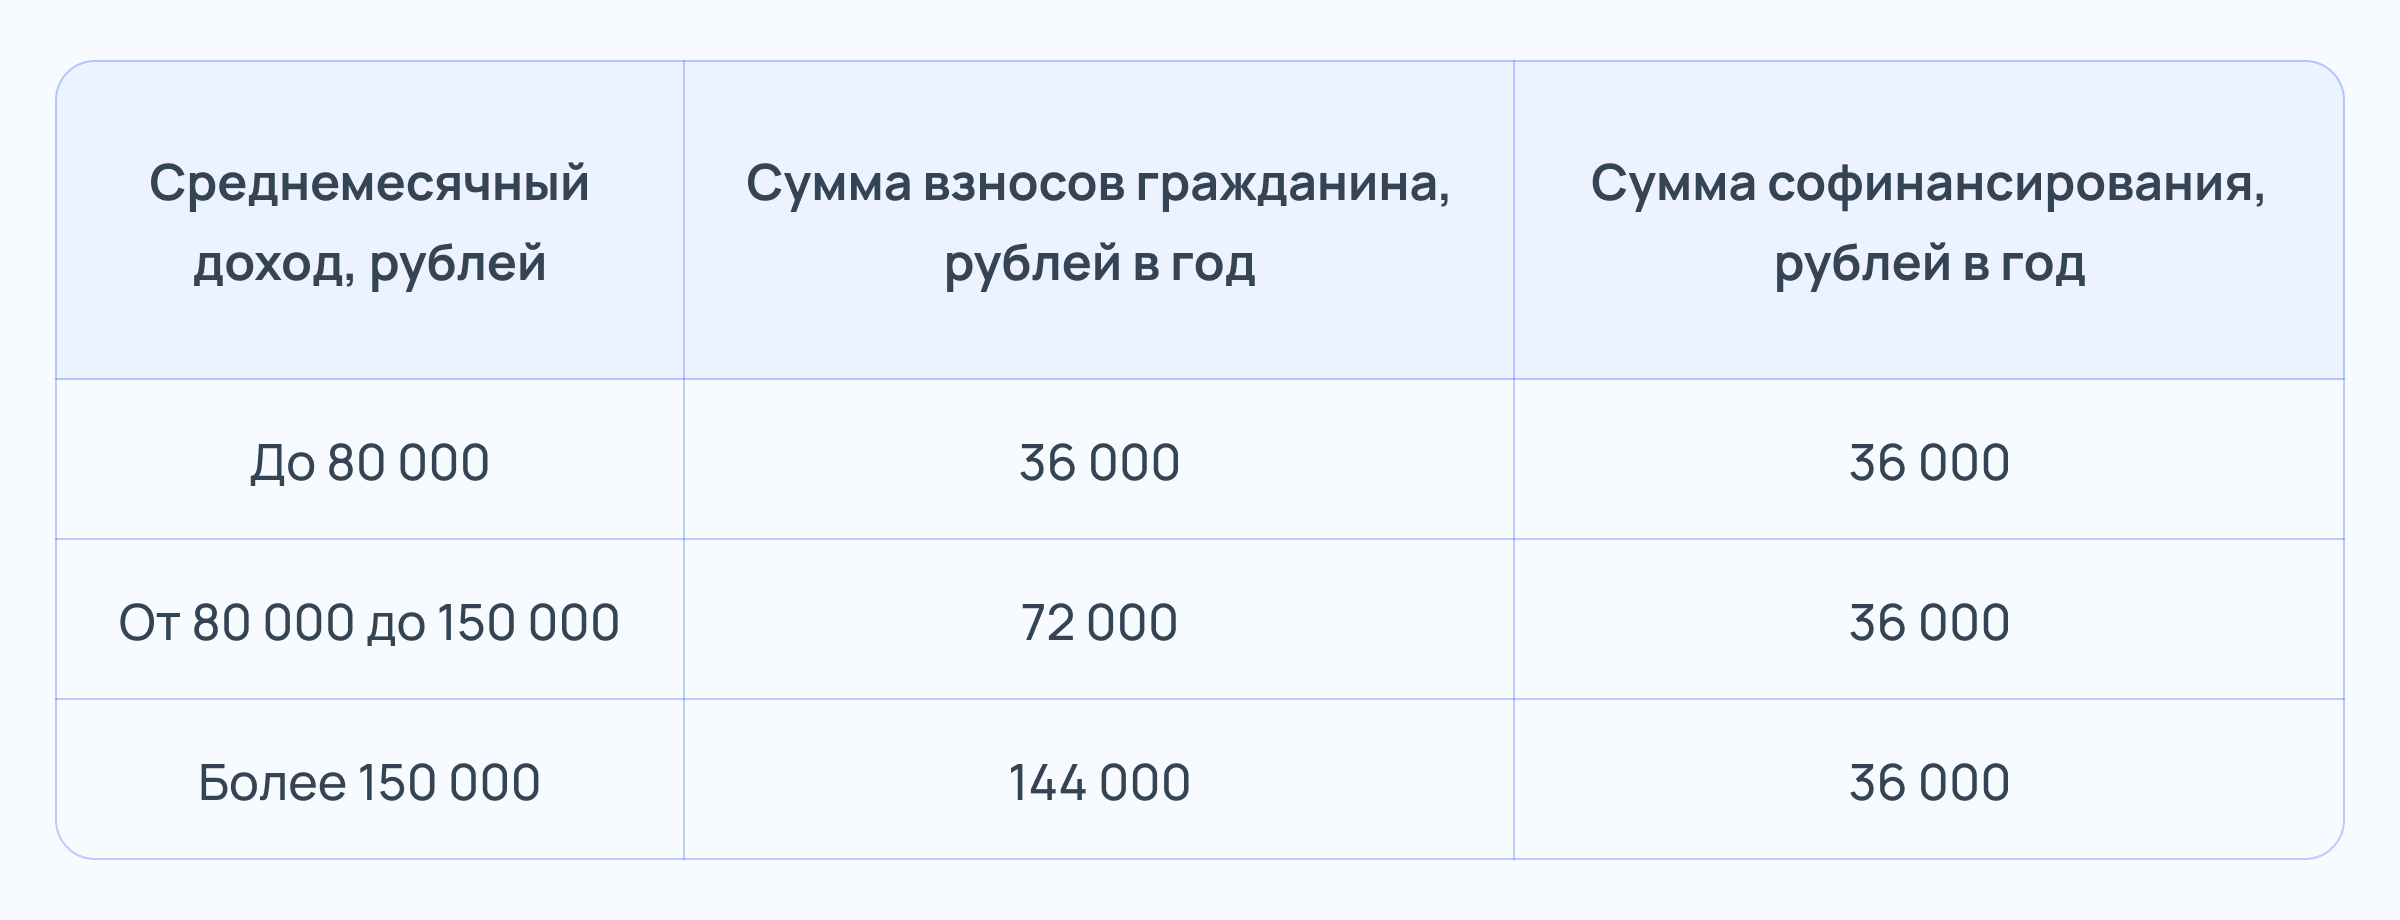 Среднемесячный
доход, рублей
Сумма взносов гражданина,
рублей в год
Сумма софинансирования,
рублей в год
До 80 000
36 000
36 000
От 80 000 до 150 000
72 000
36 000
Более 150 000
144 000
36 000